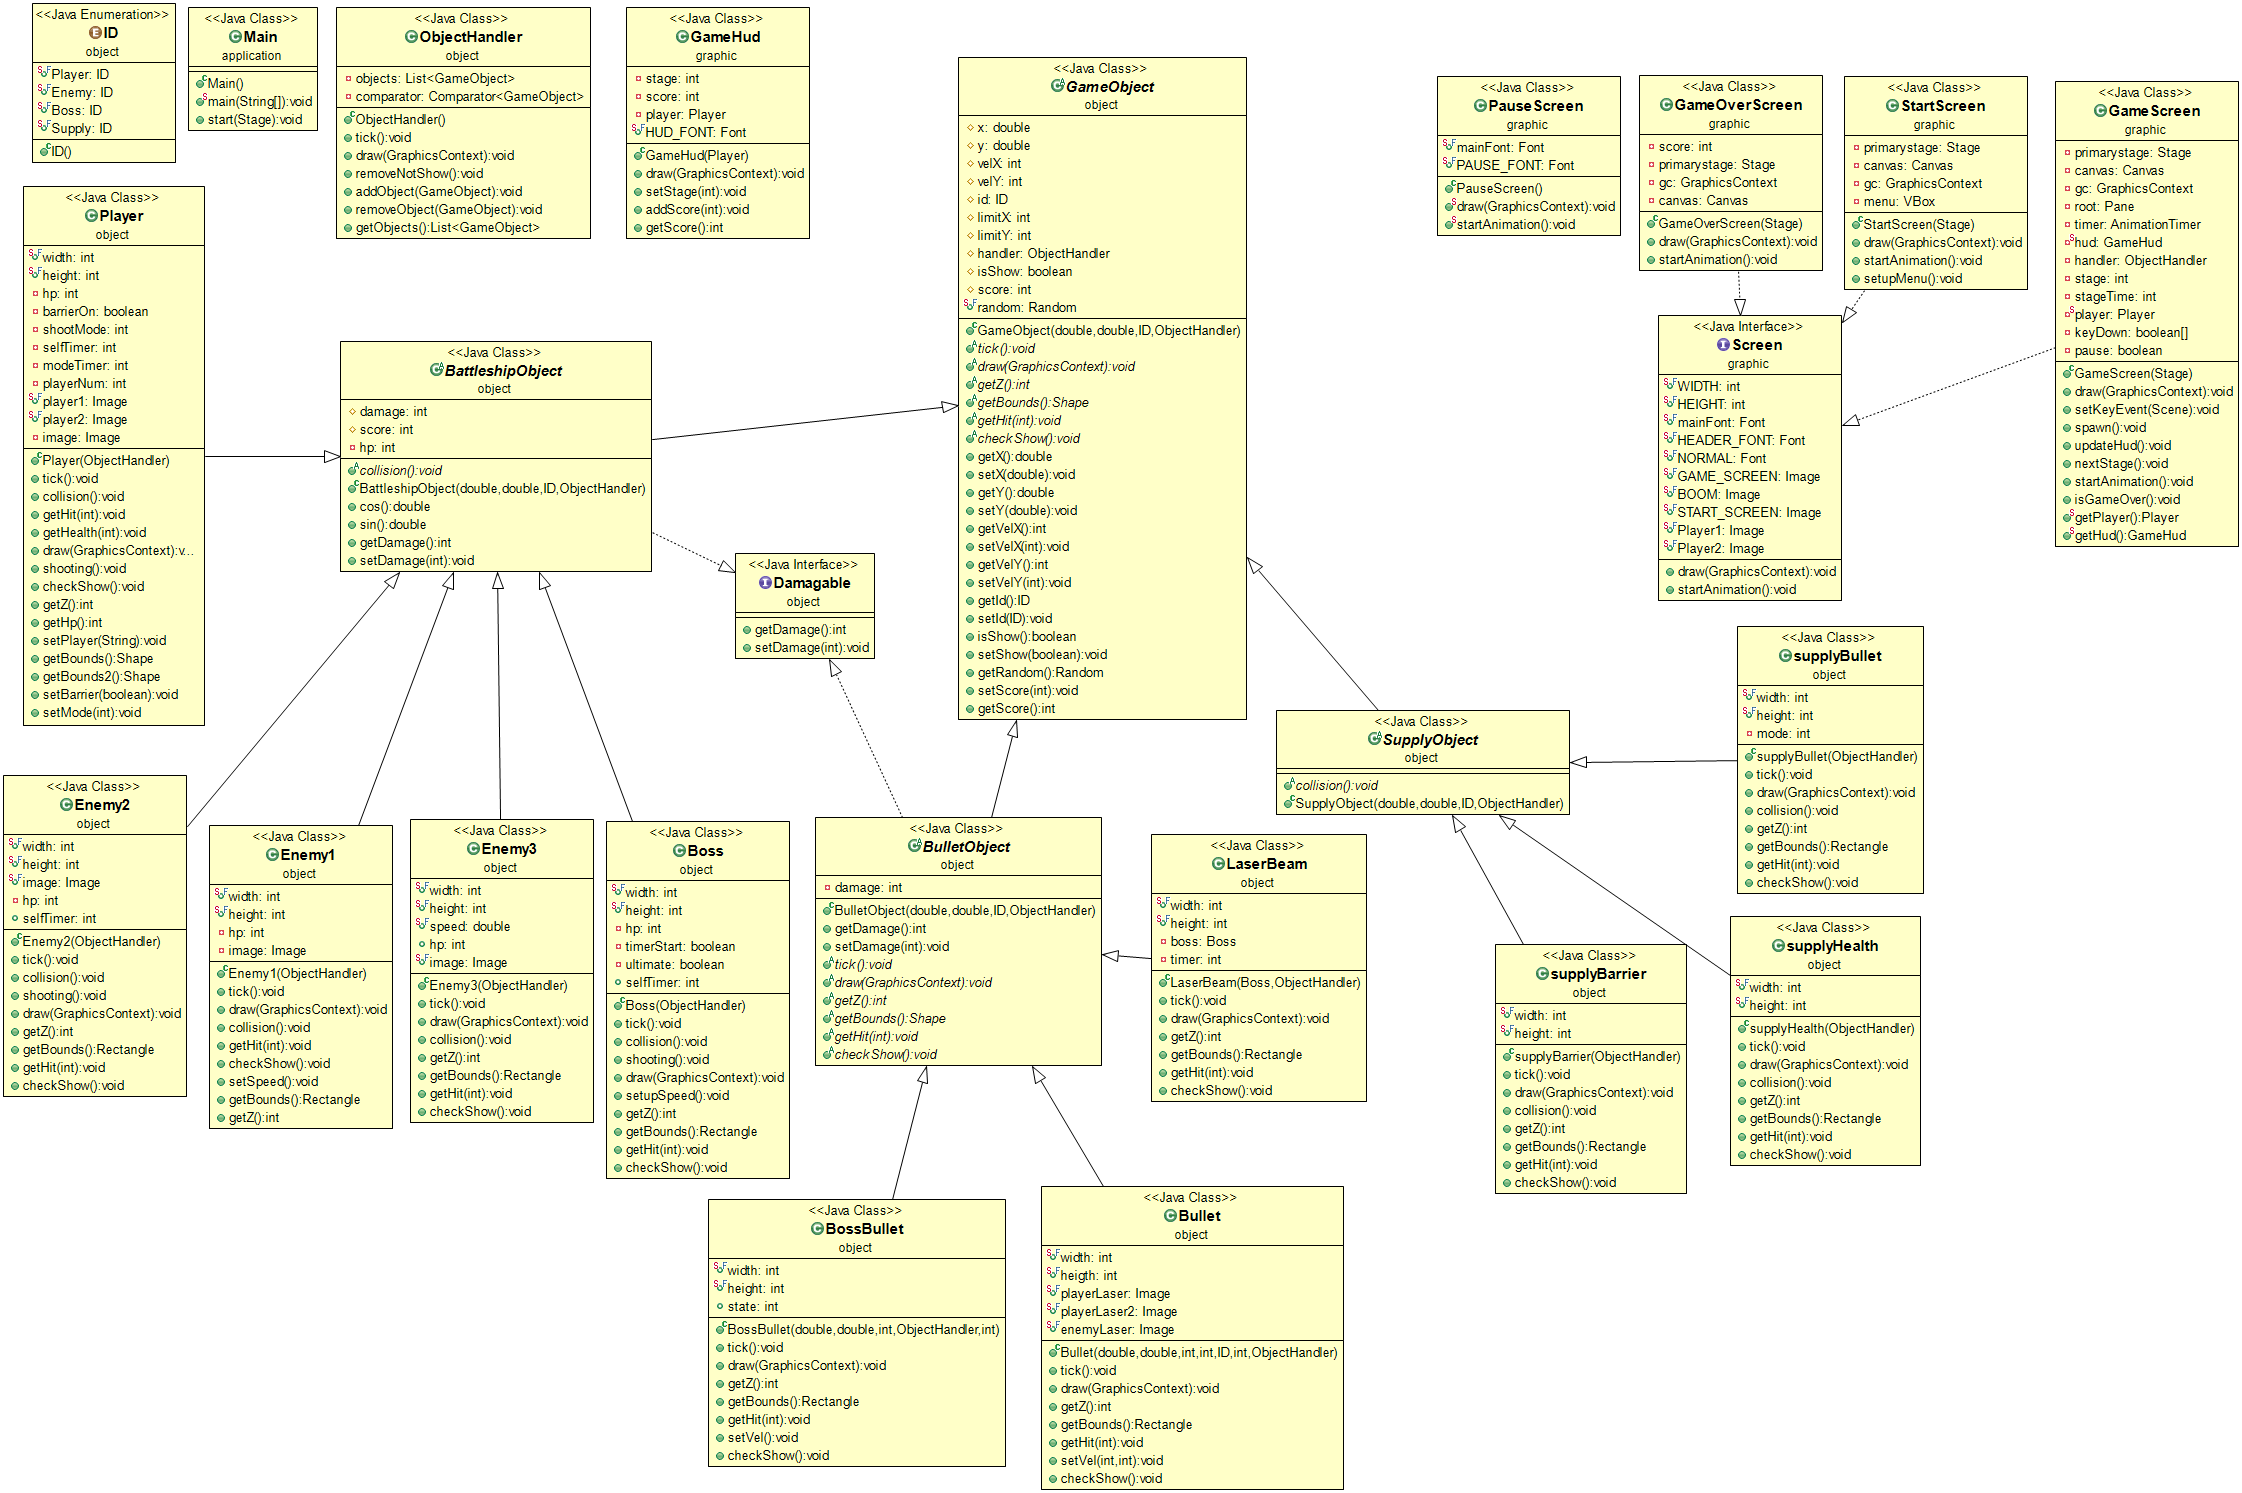 <<Java Enumeration>>
ID
object
Player: ID
Enemy: ID
Boss: ID
Supply: ID
ID()
<<Java Class>>
Main
application
Main()
main(String[]):void
start(Stage):void
<<Java Class>>
ObjectHandler
object
objects: List<GameObject>
comparator: Comparator<GameObject>
ObjectHandler()
tick():void
draw(GraphicsContext):void
removeNotShow():void
addObject(GameObject):void
removeObject(GameObject):void
getObjects():List<GameObject>
<<Java Class>>
GameHud
graphic
stage: int
score: int
player: Player
HUD_FONT: Font
GameHud(Player)
draw(GraphicsContext):void
setStage(int):void
addScore(int):void
getScore():int
<<Java Class>>
GameObject
object
x: double
y: double
velX: int
velY: int
id: ID
limitX: int
limitY: int
handler: ObjectHandler
isShow: boolean
score: int
random: Random
GameObject(double,double,ID,ObjectHandler)
tick():void
draw(GraphicsContext):void
getZ():int
getBounds():Shape
getHit(int):void
checkShow():void
getX():double
setX(double):void
getY():double
setY(double):void
getVelX():int
setVelX(int):void
getVelY():int
setVelY(int):void
getId():ID
setId(ID):void
isShow():boolean
setShow(boolean):void
getRandom():Random
setScore(int):void
getScore():int
<<Java Class>>
PauseScreen
graphic
mainFont: Font
PAUSE_FONT: Font
PauseScreen()
draw(GraphicsContext):void
startAnimation():void
<<Java Class>>
GameOverScreen
graphic
score: int
primarystage: Stage
gc: GraphicsContext
canvas: Canvas
GameOverScreen(Stage)
draw(GraphicsContext):void
startAnimation():void
<<Java Class>>
StartScreen
graphic
primarystage: Stage
canvas: Canvas
gc: GraphicsContext
menu: VBox
StartScreen(Stage)
draw(GraphicsContext):void
startAnimation():void
setupMenu():void
<<Java Class>>
GameScreen
graphic
primarystage: Stage
canvas: Canvas
gc: GraphicsContext
root: Pane
timer: AnimationTimer
hud: GameHud
handler: ObjectHandler
stage: int
stageTime: int
player: Player
keyDown: boolean[]
pause: boolean
GameScreen(Stage)
draw(GraphicsContext):void
setKeyEvent(Scene):void
spawn():void
updateHud():void
nextStage():void
startAnimation():void
isGameOver():void
getPlayer():Player
getHud():GameHud
<<Java Class>>
Player
object
width: int
height: int
hp: int
barrierOn: boolean
shootMode: int
selfTimer: int
modeTimer: int
playerNum: int
player1: Image
player2: Image
image: Image
Player(ObjectHandler)
tick():void
collision():void
getHit(int):void
getHealth(int):void
draw(GraphicsContext):v...
shooting():void
checkShow():void
getZ():int
getHp():int
setPlayer(String):void
getBounds():Shape
getBounds2():Shape
setBarrier(boolean):void
setMode(int):void
<<Java Class>>
BattleshipObject
object
damage: int
score: int
hp: int
collision():void
BattleshipObject(double,double,ID,ObjectHandler)
cos():double
sin():double
getDamage():int
setDamage(int):void
<<Java Interface>>
Screen
graphic
WIDTH: int
HEIGHT: int
mainFont: Font
HEADER_FONT: Font
NORMAL: Font
GAME_SCREEN: Image
BOOM: Image
START_SCREEN: Image
Player1: Image
Player2: Image
draw(GraphicsContext):void
startAnimation():void
<<Java Interface>>
Damagable
object
getDamage():int
setDamage(int):void
<<Java Class>>
supplyBullet
object
width: int
height: int
mode: int
supplyBullet(ObjectHandler)
tick():void
draw(GraphicsContext):void
collision():void
getZ():int
getBounds():Rectangle
getHit(int):void
checkShow():void
<<Java Class>>
SupplyObject
object
collision():void
SupplyObject(double,double,ID,ObjectHandler)
<<Java Class>>
Enemy2
object
width: int
height: int
image: Image
hp: int
selfTimer: int
Enemy2(ObjectHandler)
tick():void
collision():void
shooting():void
draw(GraphicsContext):void
getZ():int
getBounds():Rectangle
getHit(int):void
checkShow():void
<<Java Class>>
Enemy1
object
width: int
height: int
hp: int
image: Image
Enemy1(ObjectHandler)
tick():void
draw(GraphicsContext):void
collision():void
getHit(int):void
checkShow():void
setSpeed():void
getBounds():Rectangle
getZ():int
<<Java Class>>
Enemy3
object
width: int
height: int
speed: double
hp: int
image: Image
Enemy3(ObjectHandler)
tick():void
draw(GraphicsContext):void
collision():void
getZ():int
getBounds():Rectangle
getHit(int):void
checkShow():void
<<Java Class>>
Boss
object
width: int
height: int
hp: int
timerStart: boolean
ultimate: boolean
selfTimer: int
Boss(ObjectHandler)
tick():void
collision():void
shooting():void
draw(GraphicsContext):void
setupSpeed():void
getZ():int
getBounds():Rectangle
getHit(int):void
checkShow():void
<<Java Class>>
BulletObject
object
damage: int
BulletObject(double,double,ID,ObjectHandler)
getDamage():int
setDamage(int):void
tick():void
draw(GraphicsContext):void
getZ():int
getBounds():Shape
getHit(int):void
checkShow():void
<<Java Class>>
LaserBeam
object
width: int
height: int
boss: Boss
timer: int
LaserBeam(Boss,ObjectHandler)
tick():void
draw(GraphicsContext):void
getZ():int
getBounds():Rectangle
getHit(int):void
checkShow():void
<<Java Class>>
supplyBarrier
object
width: int
height: int
supplyBarrier(ObjectHandler)
tick():void
draw(GraphicsContext):void
collision():void
getZ():int
getBounds():Rectangle
getHit(int):void
checkShow():void
<<Java Class>>
supplyHealth
object
width: int
height: int
supplyHealth(ObjectHandler)
tick():void
draw(GraphicsContext):void
collision():void
getZ():int
getBounds():Rectangle
getHit(int):void
checkShow():void
<<Java Class>>
BossBullet
object
width: int
height: int
state: int
BossBullet(double,double,int,ObjectHandler,int)
tick():void
draw(GraphicsContext):void
getZ():int
getBounds():Rectangle
getHit(int):void
setVel():void
checkShow():void
<<Java Class>>
Bullet
object
width: int
heigth: int
playerLaser: Image
playerLaser2: Image
enemyLaser: Image
Bullet(double,double,int,int,ID,int,ObjectHandler)
tick():void
draw(GraphicsContext):void
getZ():int
getBounds():Rectangle
getHit(int):void
setVel(int,int):void
checkShow():void